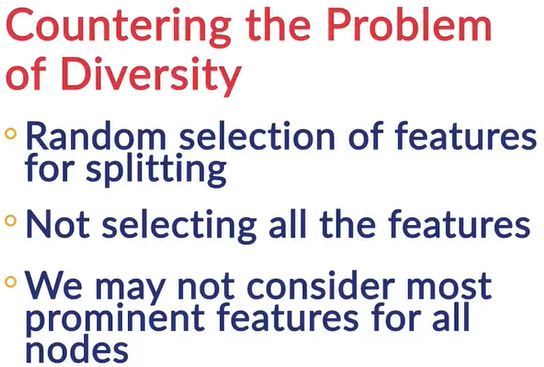 Countering the Problem
of Diversity
Random selection of features
for splitting
Not selecting all the features
We may not consider most
prominent features for all
nodes